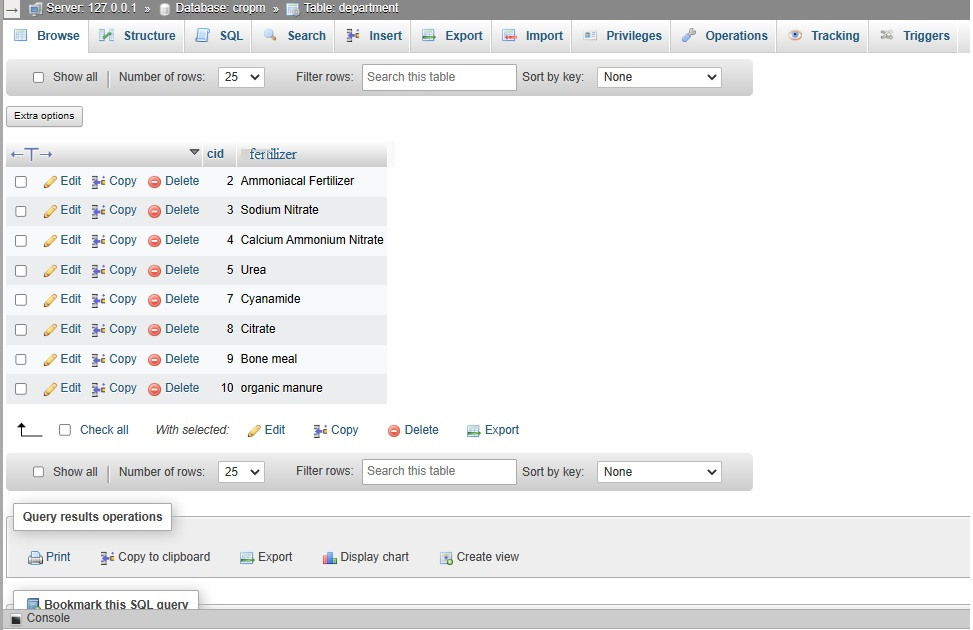 Server: 127.0.0.1 » Database: cropm » Table: department
Browse Structure SQL Search Insert Export Import Privileges Operations Tracking Triggers
Show all Number of rows: 25 Filter rows: Search this table Sort by key: None
Extra options
←T→ cid fertilizer
Edit Copy Delete 2 Ammoniacal Fertilizer
Edit Copy Delete 3 Sodium Nitrate
Edit Copy Delete 4 Calcium Ammonium Nitrate
Edit Copy Delete 5 Urea
Edit Copy Delete 7 Cyanamide
Edit Copy Delete 8 Citrate
Edit Copy Delete 9 Bone meal
Edit Copy Delete 10 organic manure
Check all With selected: Edit Copy Delete Export
Show all Number of rows: 25 Filter rows: Search this table Sort by key: None
Query results operations
Print Copy to clipboard Export Display chart Create view
Bookmark this SQL query
Console